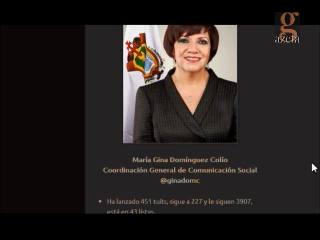 g
axein
María Gina Domínguez Colío
Coordinación General de Comunicación Social
@ginadomc
• Ha lanzado 451 tuits, sigue a 227 y le siguen 3907,
está en 43 listas.